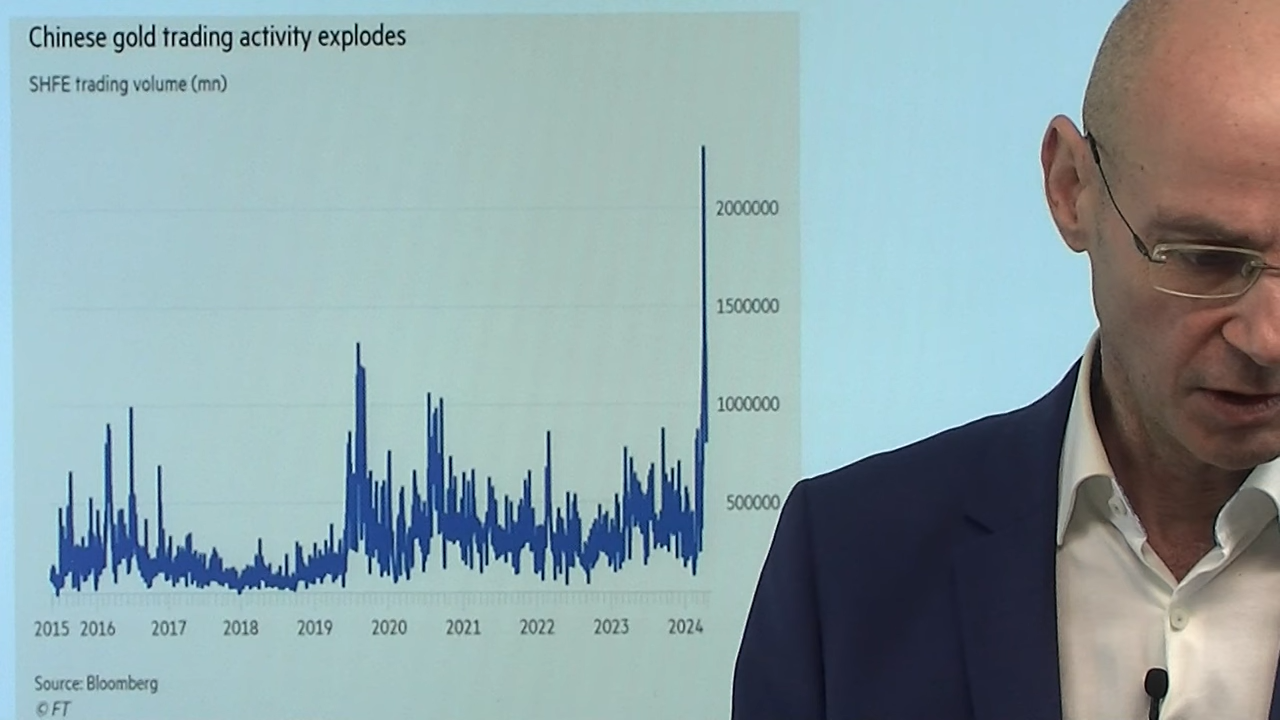 Chinese gold trading activity explodes
SHFE trading volume (mn)
2000000
1500000
1000000
500000
2015 2016 2017 2018 2019 2020 2021 2022 2023 2024
Source: Bloomberg
© FT